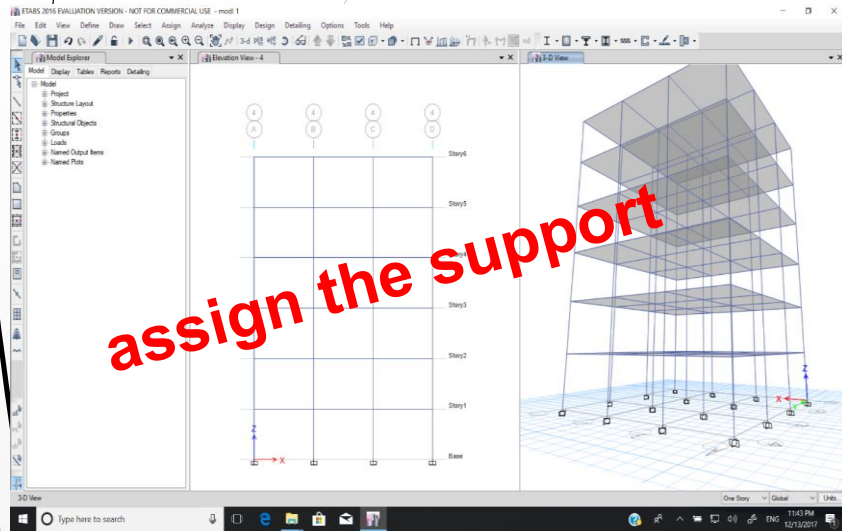 ETABS 2016 EVALUATION VERSION - NOT FOR COMMERCIAL USE - modl 1
File Edit View Define Draw Select Assign Analyze Display Design Detailing Options Tools Help
Model Explorer
Elevation View - 4
3-D View
Model Display Tables Reports Detailing
Model
Project
Structure Layout
Properties
Structural Objects
Groups
Loads
Named Output Items
Named Plots
4 4 4 4
A B C D
Story6
Story5
Story4
Story3
Story2
Story1
Base
Z
X
Z
X
Y
assign the support
3-D View
One Story Global Units...
Type here to search
ENG
11:43 PM
12/13/2017